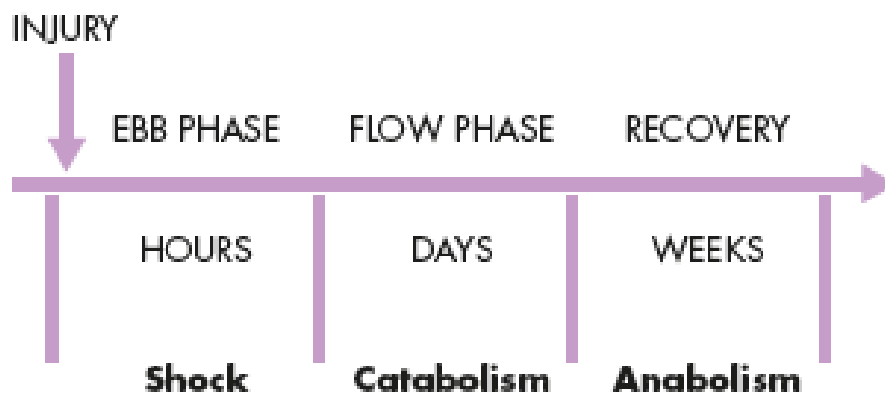 INJURY
EBB PHASE FLOW PHASE RECOVERY
HOURS DAYS WEEKS
Shock Catabolism Anabolism